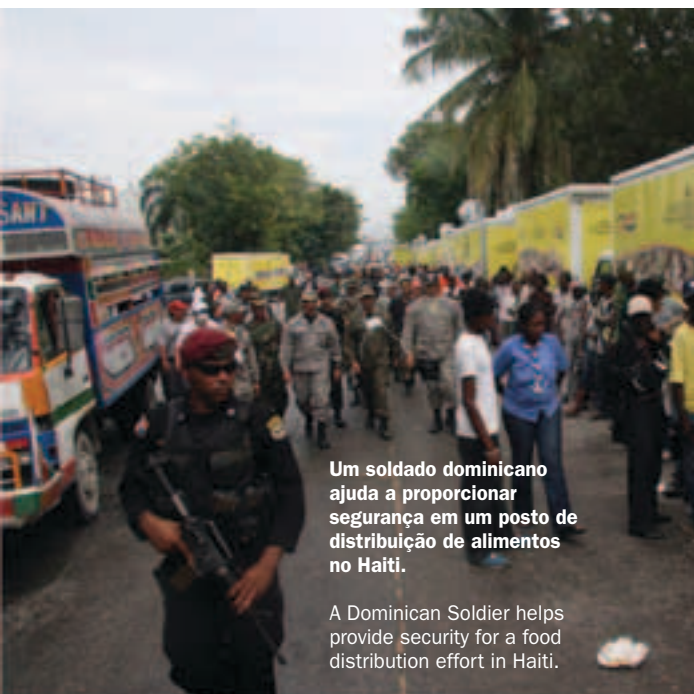 SANT
Um soldado dominicano
ajuda a proporcionar
segurança em um posto de
distribuição de alimentos
no Haiti.
A Dominican Soldier helps
provide security for a food
distribution effort in Haiti.